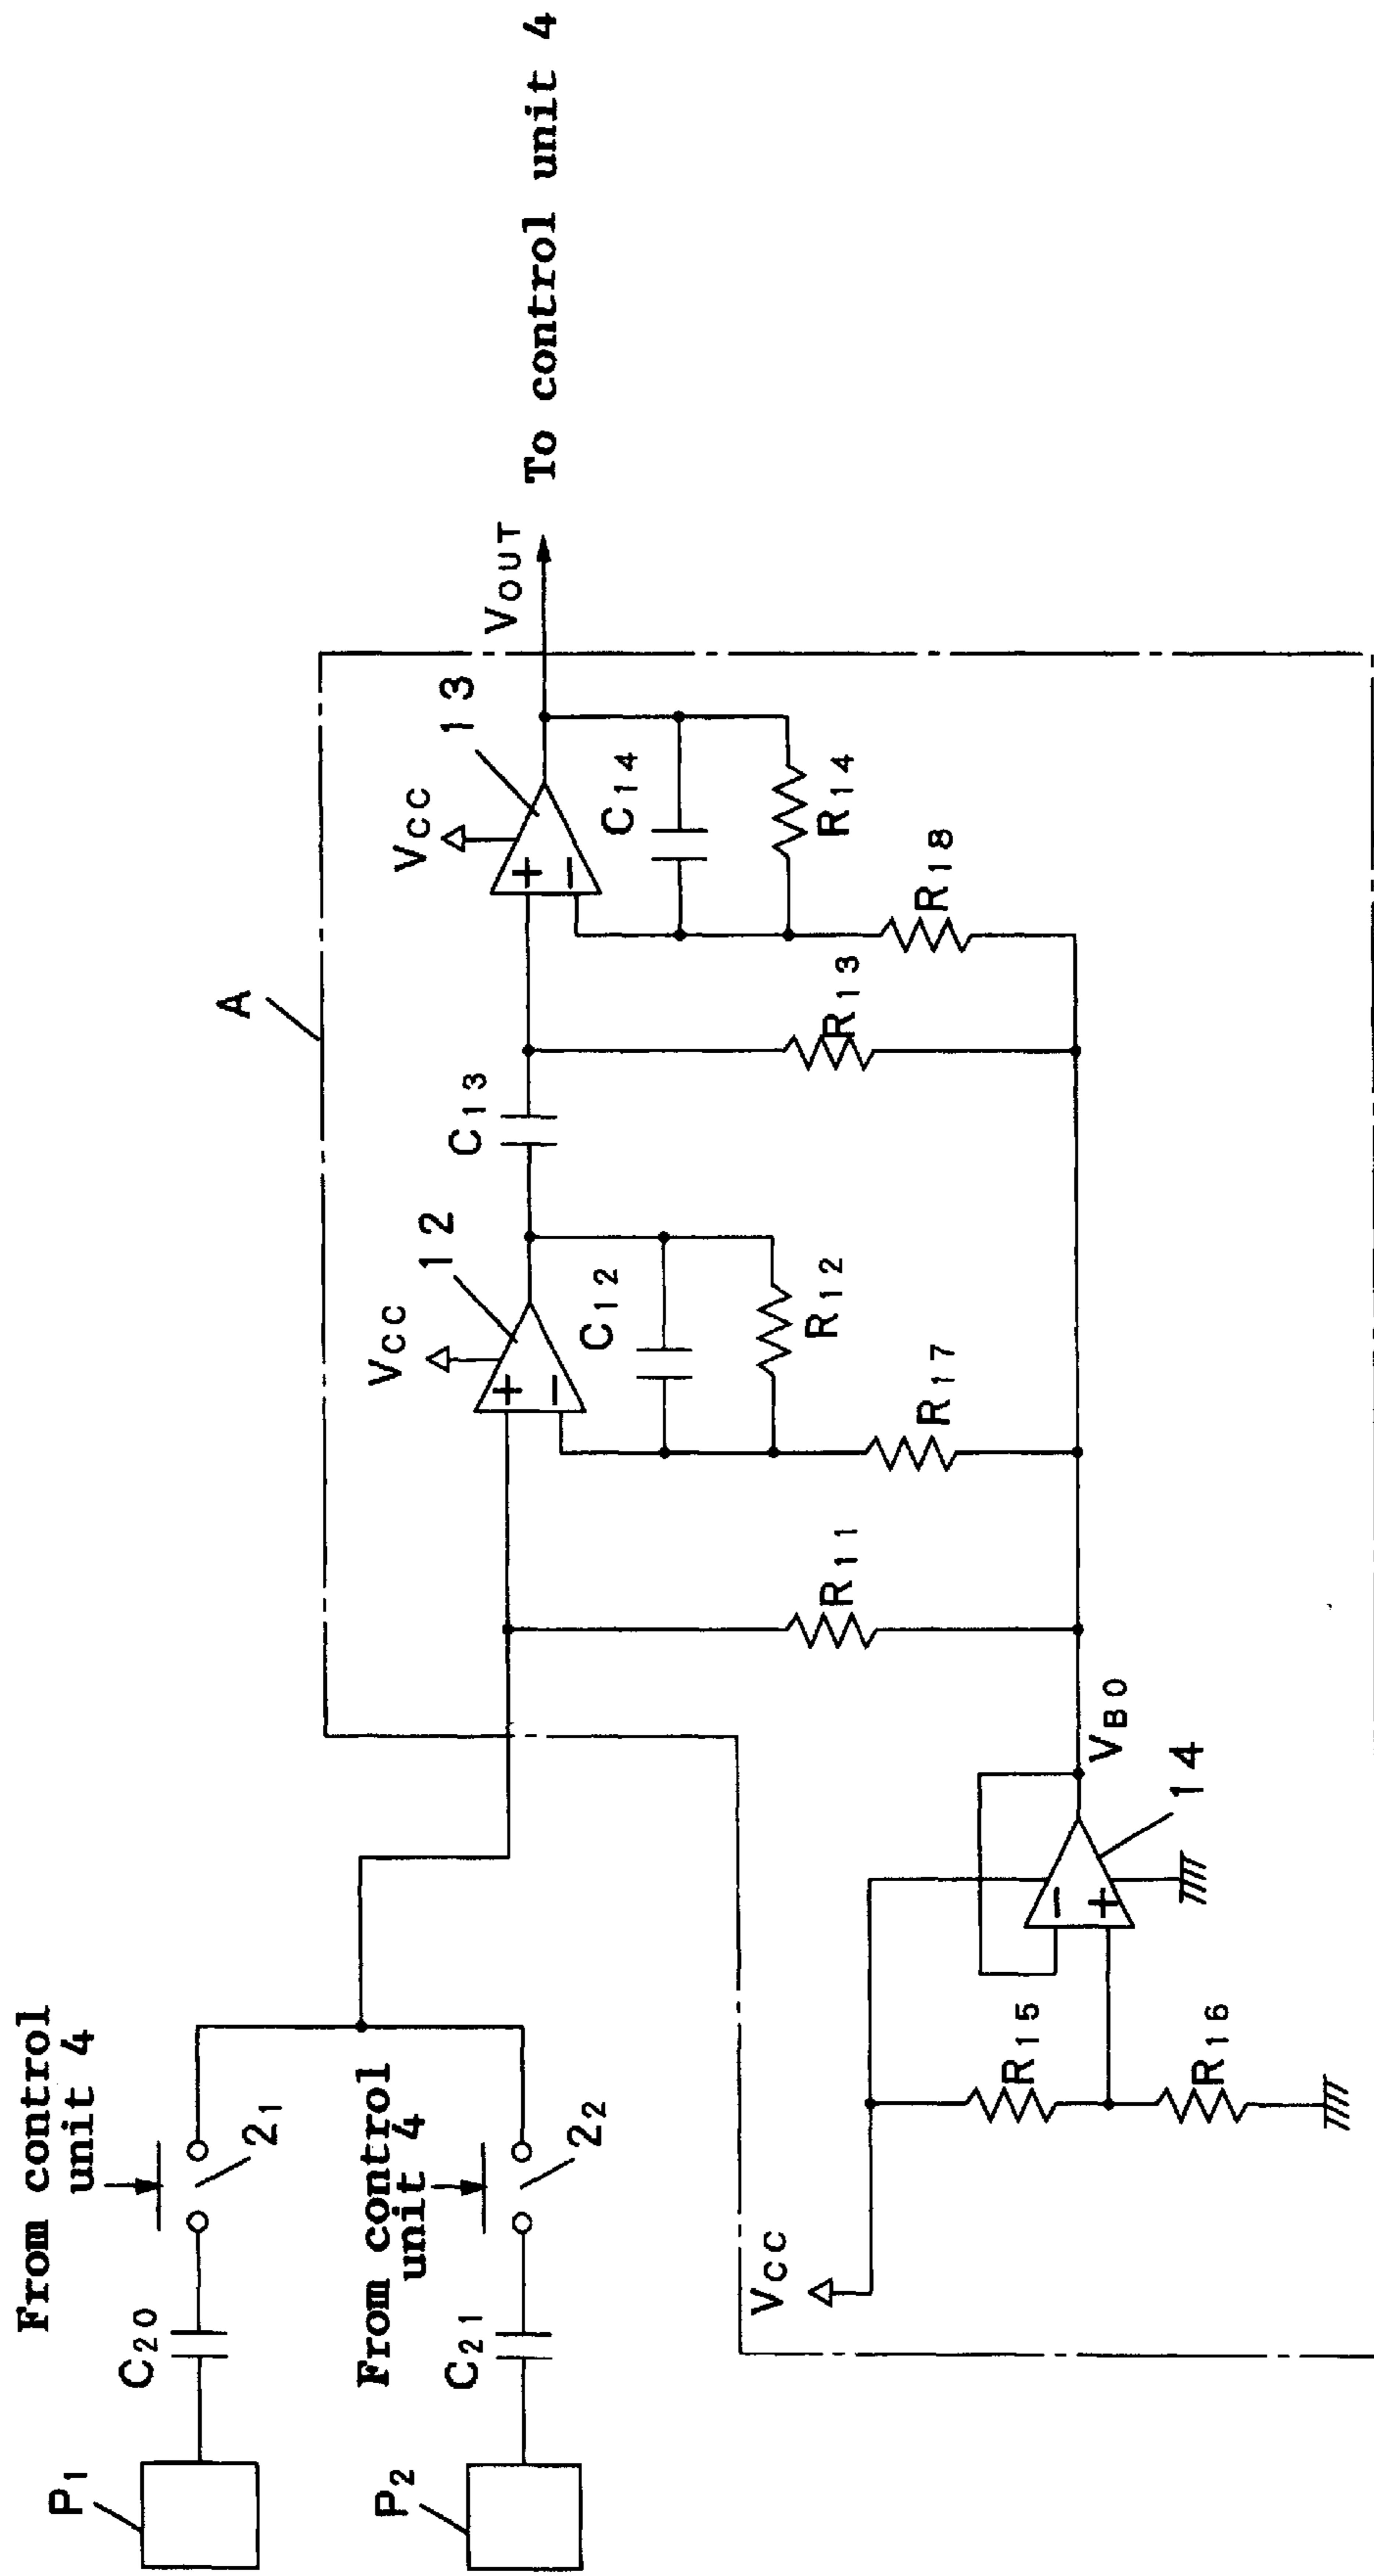 From control
unit 4
P1
C20
21
From control
unit 4
P2
C21
22
A
VCC
12
C13
VCC
13
VOUT
To control unit 4
+
−
+
−
C12
R12
C14
R14
R11
R17
R13
R18
VCC
R15
R16
−
+
14
VB0